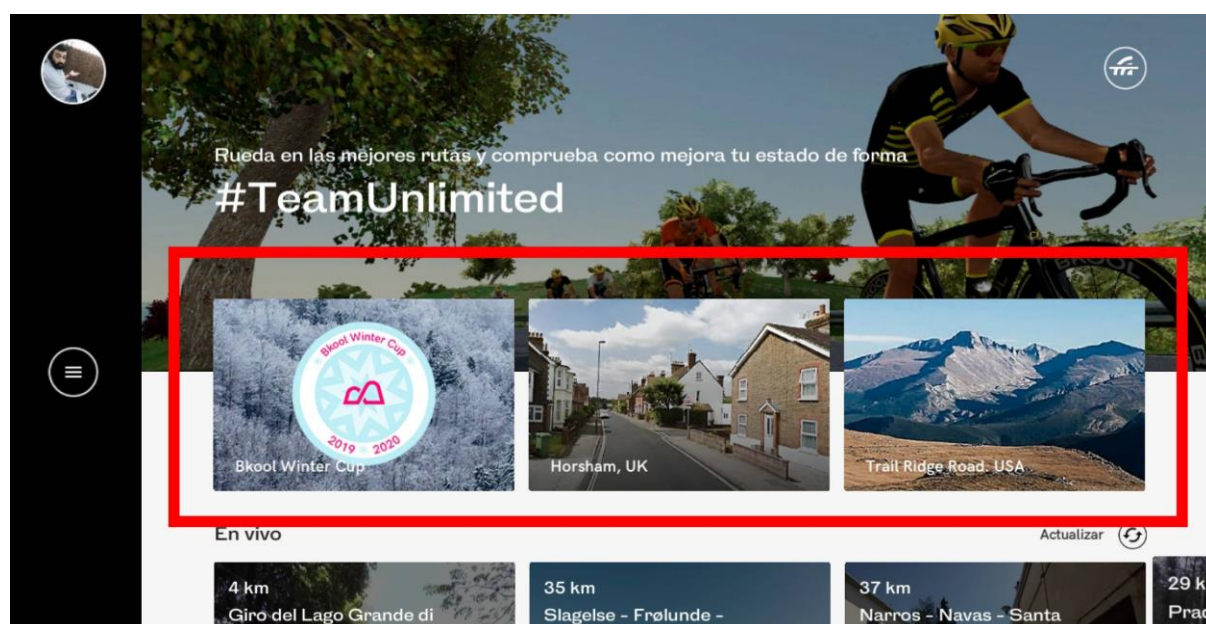 Rueda en las mejores rutas y comprueba como mejora tu estado de forma
#TeamUnlimited
BKOOL
Bkool Winter Cup
2019 - 2020
Bkool Winter Cup
Horsham, UK
Trail Ridge Road. USA
En vivo
Actualizar
4 km
Giro del Lago Grande di
35 km
Slagelse - Frølunde -
37 km
Narros - Navas - Santa
29 k
Prad